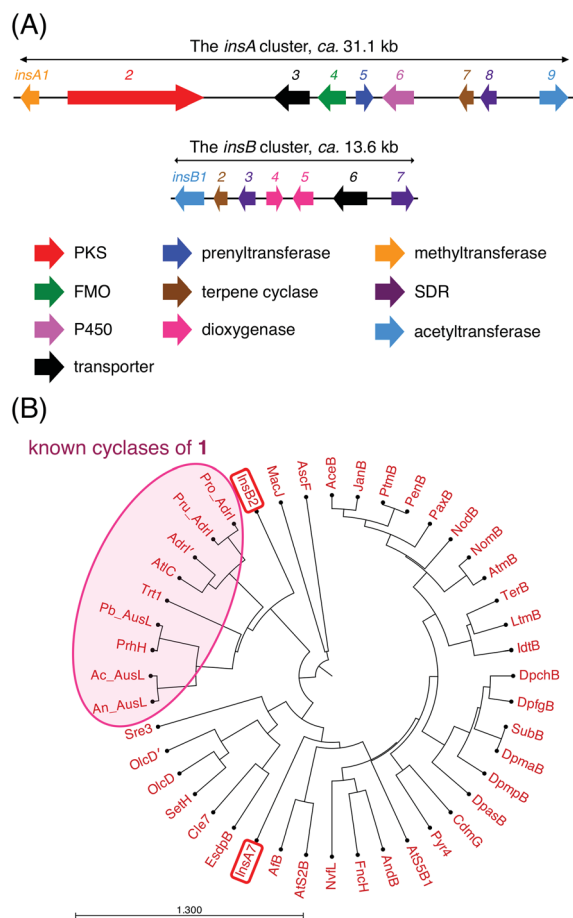 (A)
The insA cluster, ca. 31.1 kb
insA1 2 3 4 5 6 7 8 9
The insB cluster, ca. 13.6 kb
insB1 2 3 4 5 6 7
PKS prenyltransferase methyltransferase
FMO terpene cyclase SDR
P450 dioxygenase acetyltransferase
transporter
(B)
known cyclases of 1
InsB2
MacJ
AscF
AceB
JanB
PtmB
PenB
PaxB
NodB
NomB
AtmB
TerB
LtmB
IdtB
DpchB
DpfgB
SubB
DpmaB
DpmpB
DpasB
CdmG
Pyr4
AtS5B1
AndB
FncH
NvfL
AtS2B
AfB
InsA7
EsdpB
Cle7
SetH
OlcD
OlcD′
Sre3
An_AusL
Ac_AusL
PrhH
Pb_AusL
Trt1
AtlC
AdrI′
Pru_AdrI
Pro_AdrI
1.300